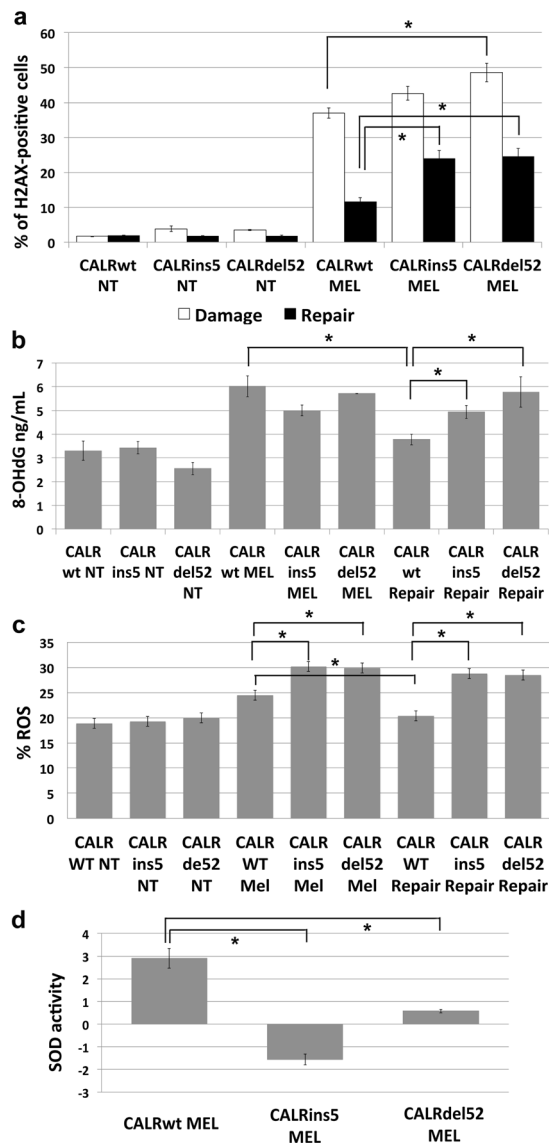 a
% of H2AX-positive cells
60
50
40
30
20
10
0
*
*
*
CALRwt NT
CALRins5 NT
CALRdel52 NT
CALRwt MEL
CALRins5 MEL
CALRdel52 MEL
Damage
Repair
b
8-OHdG ng/mL
7
6
5
4
3
2
1
0
*
*
*
CALR wt NT
CALR ins5 NT
CALR del52 NT
CALR wt MEL
CALR ins5 MEL
CALR del52 MEL
CALR wt Repair
CALR ins5 Repair
CALR del52 Repair
c
% ROS
35
30
25
20
15
10
5
0
*
*
*
*
*
CALR WT NT
CALR ins5 NT
CALR de52 NT
CALR WT Mel
CALR ins5 Mel
CALR del52 Mel
CALR WT Repair
CALR ins5 Repair
CALR del52 Repair
d
SOD activity
4
3
2
1
0
-1
-2
-3
*
*
CALRwt MEL
CALRins5 MEL
CALRdel52 MEL